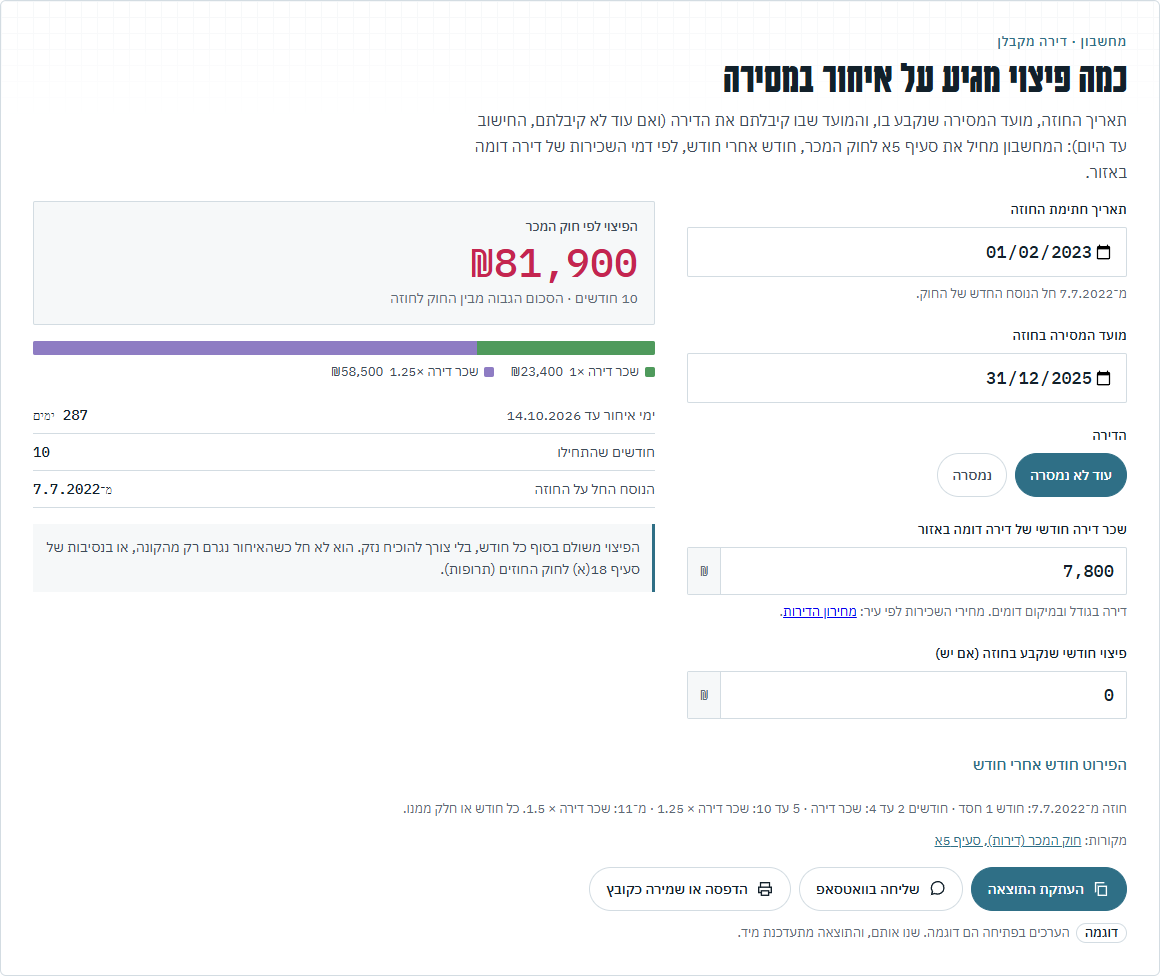 מחשבון · דירה מקבלן
כמה פיצוי מגיע על איחור במסירה
תאריך החוזה, מועד המסירה שנקבע בו, והמועד שבו קיבלתם את הדירה (ואם עוד לא קיבלתם, החישוב
עד היום): המחשבון מחיל את סעיף 5א לחוק המכר, חודש אחרי חודש, לפי דמי השכירות של דירה דומה
באזור.
תאריך חתימת החוזה
01/02/2023
מ־7.7.2022 חל הנוסח החדש של החוק.
מועד המסירה בחוזה
31/12/2025
הדירה
עוד לא נמסרה
נמסרה
שכר דירה חודשי של דירה דומה באזור
7,800
₪
דירה בגודל ובמיקום דומים. מחירי השכירות לפי עיר: מחירון הדירות.
פיצוי חודשי שנקבע בחוזה (אם יש)
0
₪
הפיצוי לפי חוק המכר
₪81,900
10 חודשים · הסכום הגבוה מבין החוק לחוזה
שכר דירה ×1 ₪23,400
שכר דירה ×1.25 ₪58,500
ימי איחור עד 14.10.2026 287 ימים
חודשים שהתחילו 10
הנוסח החל על החוזה מ־7.7.2022
הפיצוי משולם בסוף כל חודש, בלי צורך להוכיח נזק. הוא לא חל כשהאיחור נגרם רק מהקונה, או בנסיבות של
סעיף 18(א) לחוק החוזים (תרופות).
הפירוט חודש אחרי חודש
חוזה מ־7.7.2022: חודש 1 חסד · חודשים 2 עד 4: שכר דירה · 5 עד 10: שכר דירה × 1.25 · מ־11: שכר דירה × 1.5. כל חודש או חלק ממנו.
מקורות: חוק המכר (דירות), סעיף 5א
העתקת התוצאה
שליחה בוואטסאפ
הדפסה או שמירה כקובץ
דוגמה הערכים בפתיחה הם דוגמה. שנו אותם, והתוצאה מתעדכנת מיד.